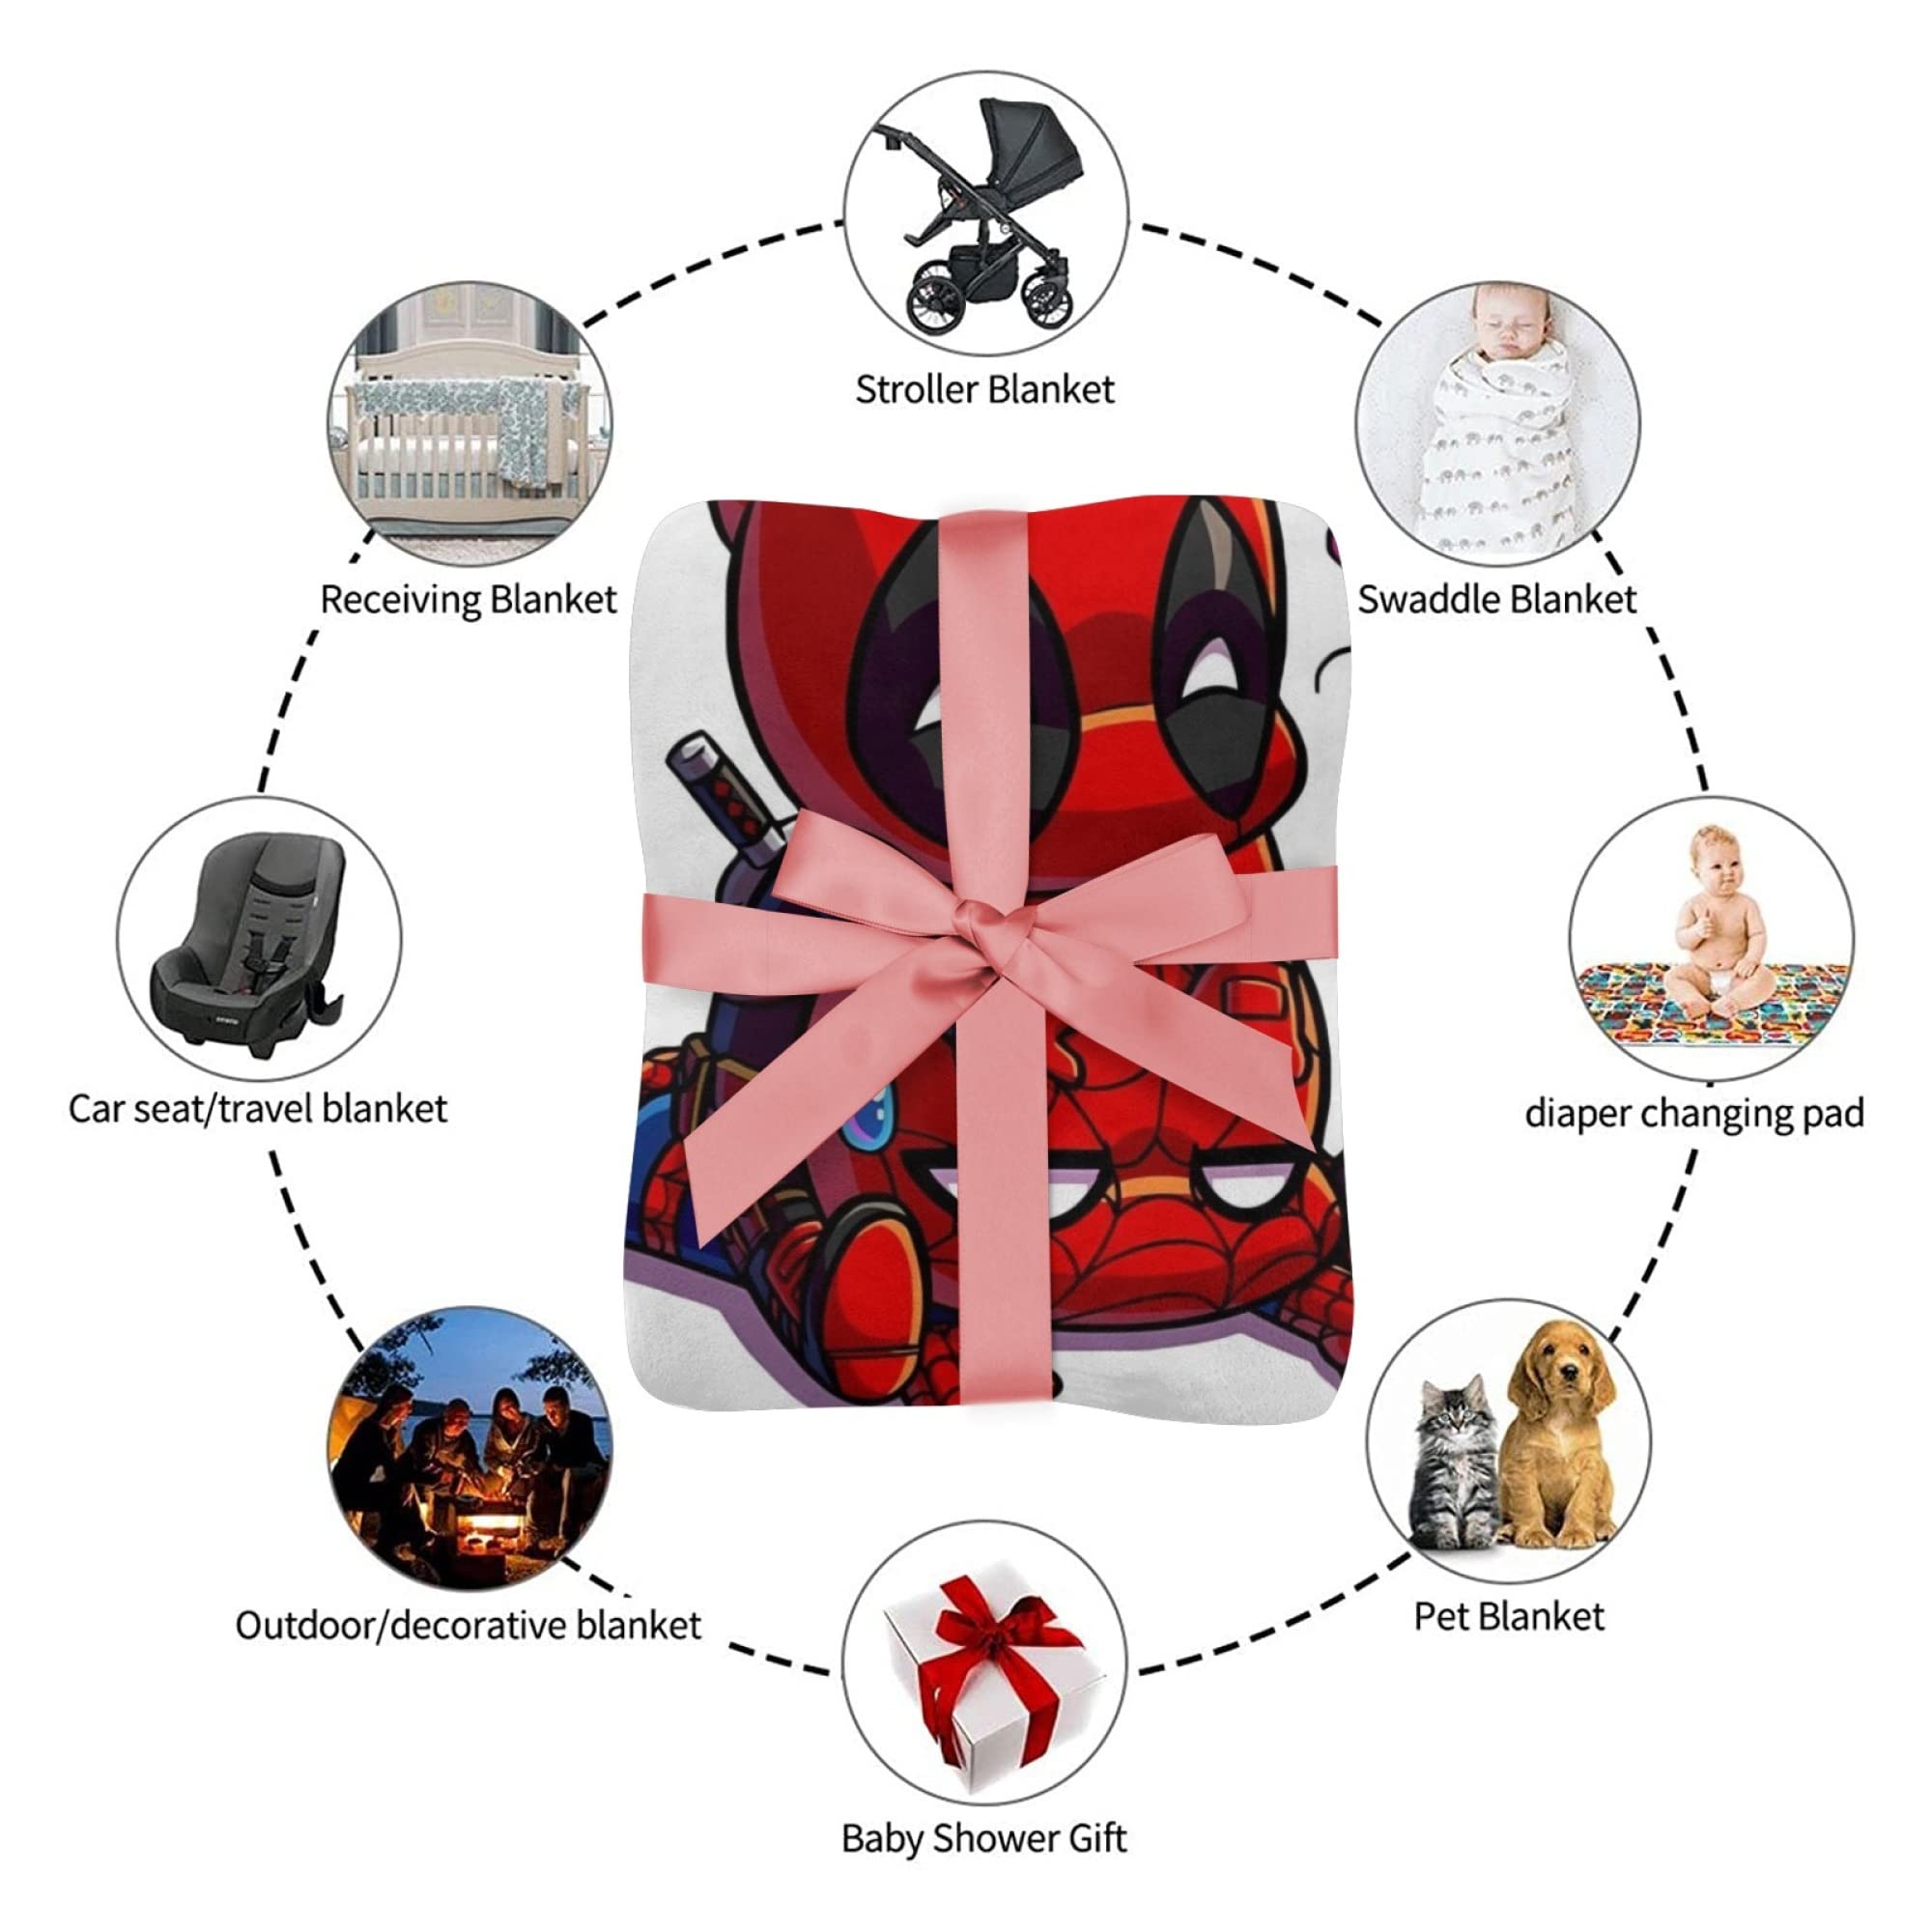 Stroller Blanket
Receiving Blanket
Swaddle Blanket
Car seat/travel blanket
diaper changing pad
Outdoor/decorative blanket
Pet Blanket
Baby Shower Gift